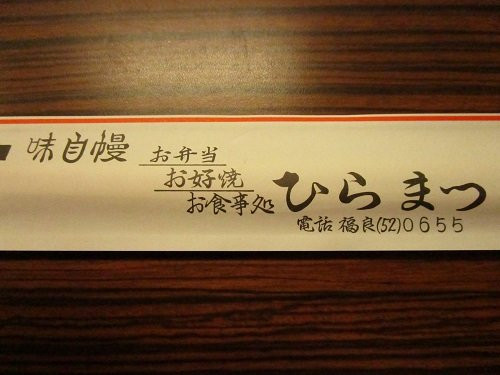 味自慢
お弁当
お好焼
お食事処
ひらまつ
電話 福良(52)0655